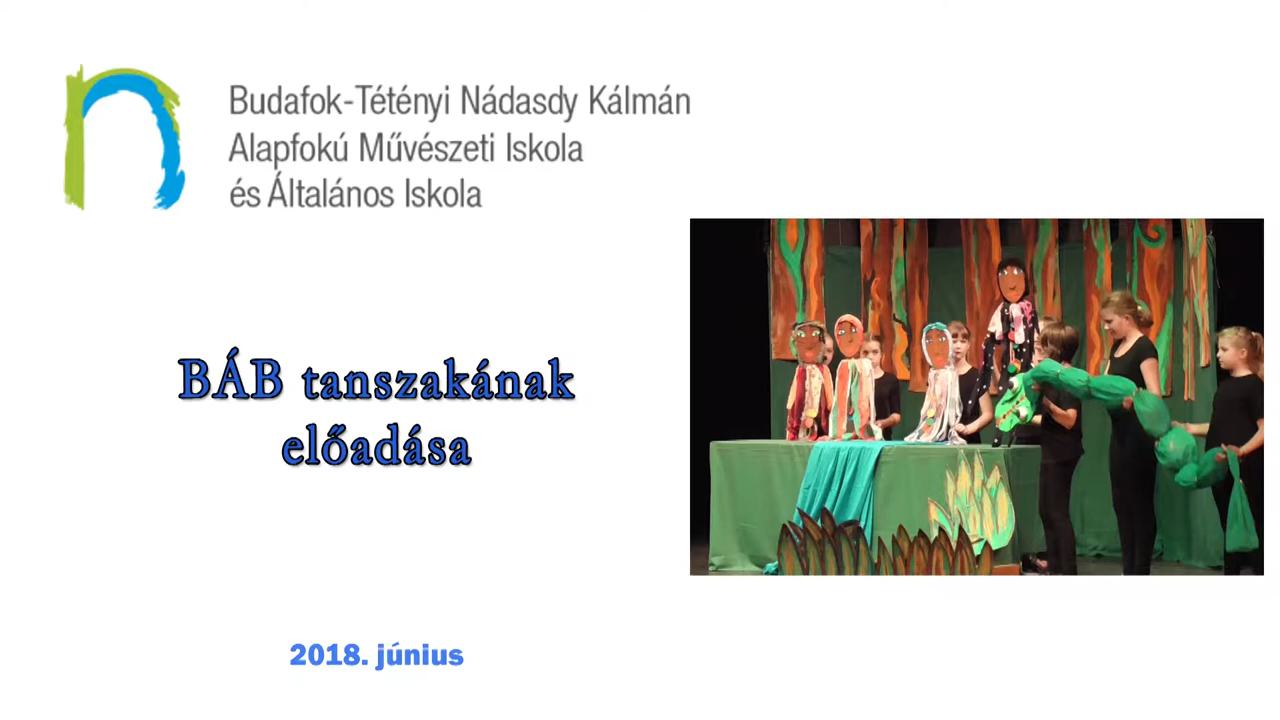 Budafok-Tétényi Nádasdy Kálmán
Alapfokú Művészeti Iskola
és Általános Iskola
BÁB tanszakának
előadása
2018. június